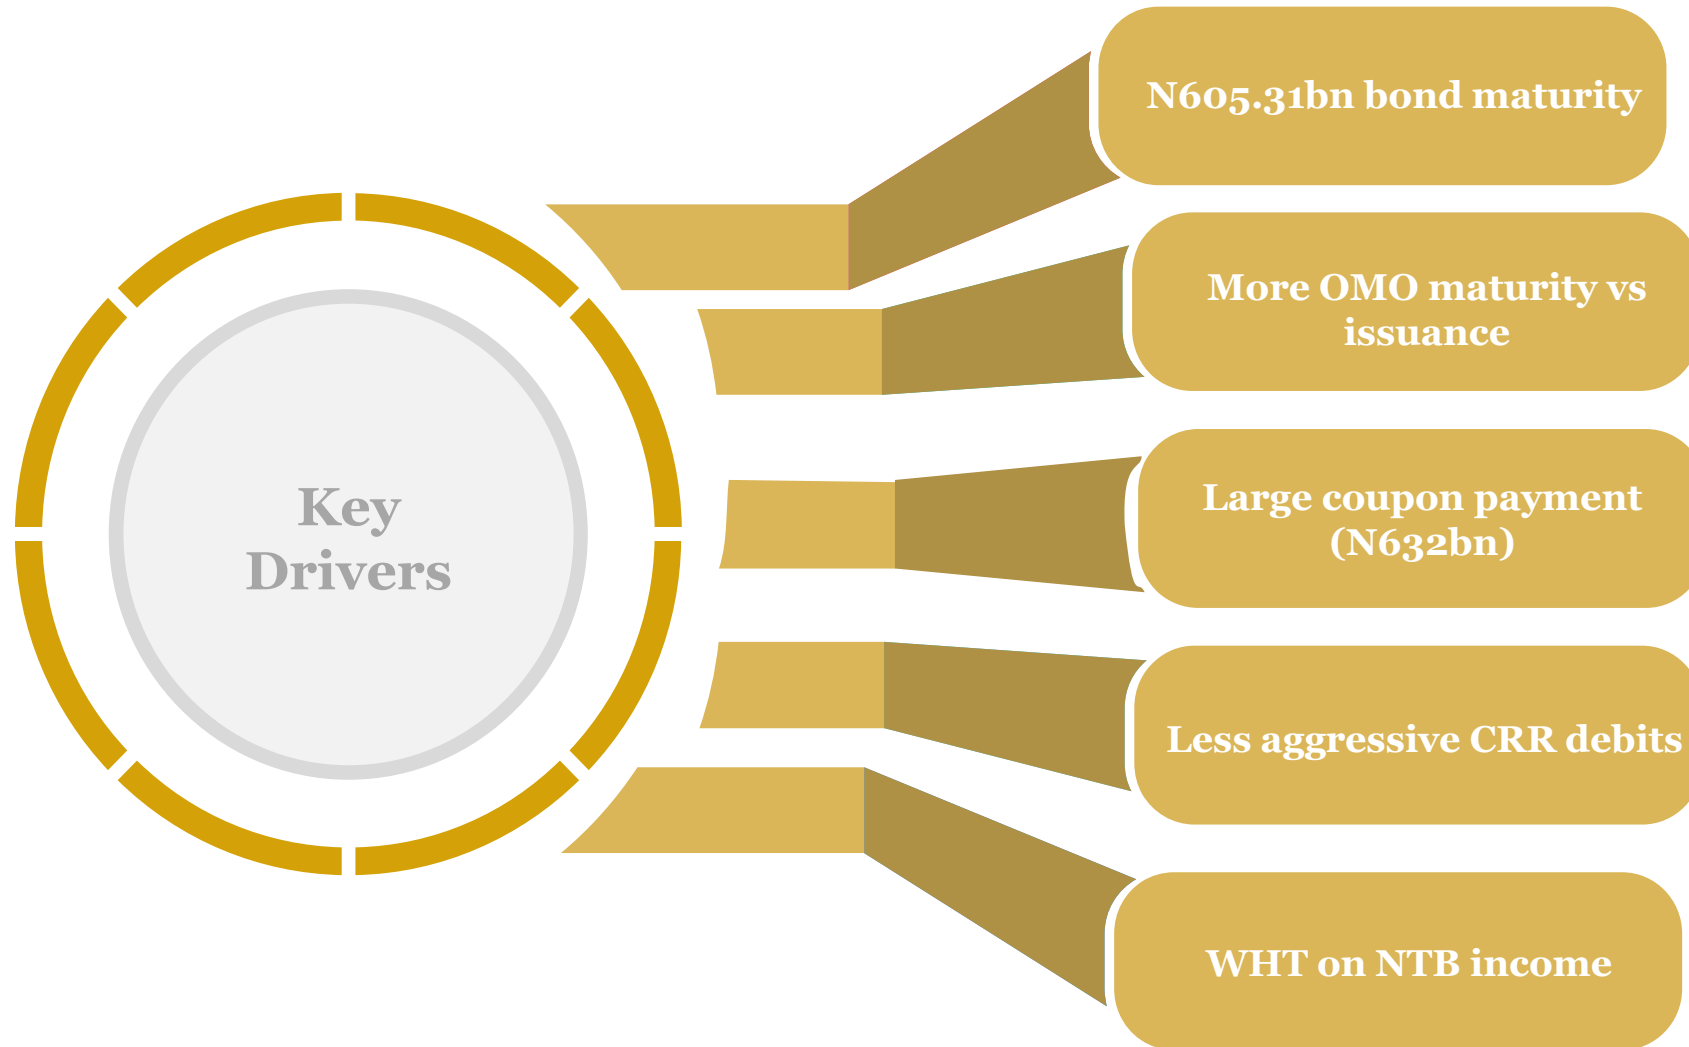 Key
Drivers
N605.31bn bond maturity
More OMO maturity vs
issuance
Large coupon payment
(N632bn)
Less aggressive CRR debits
WHT on NTB income